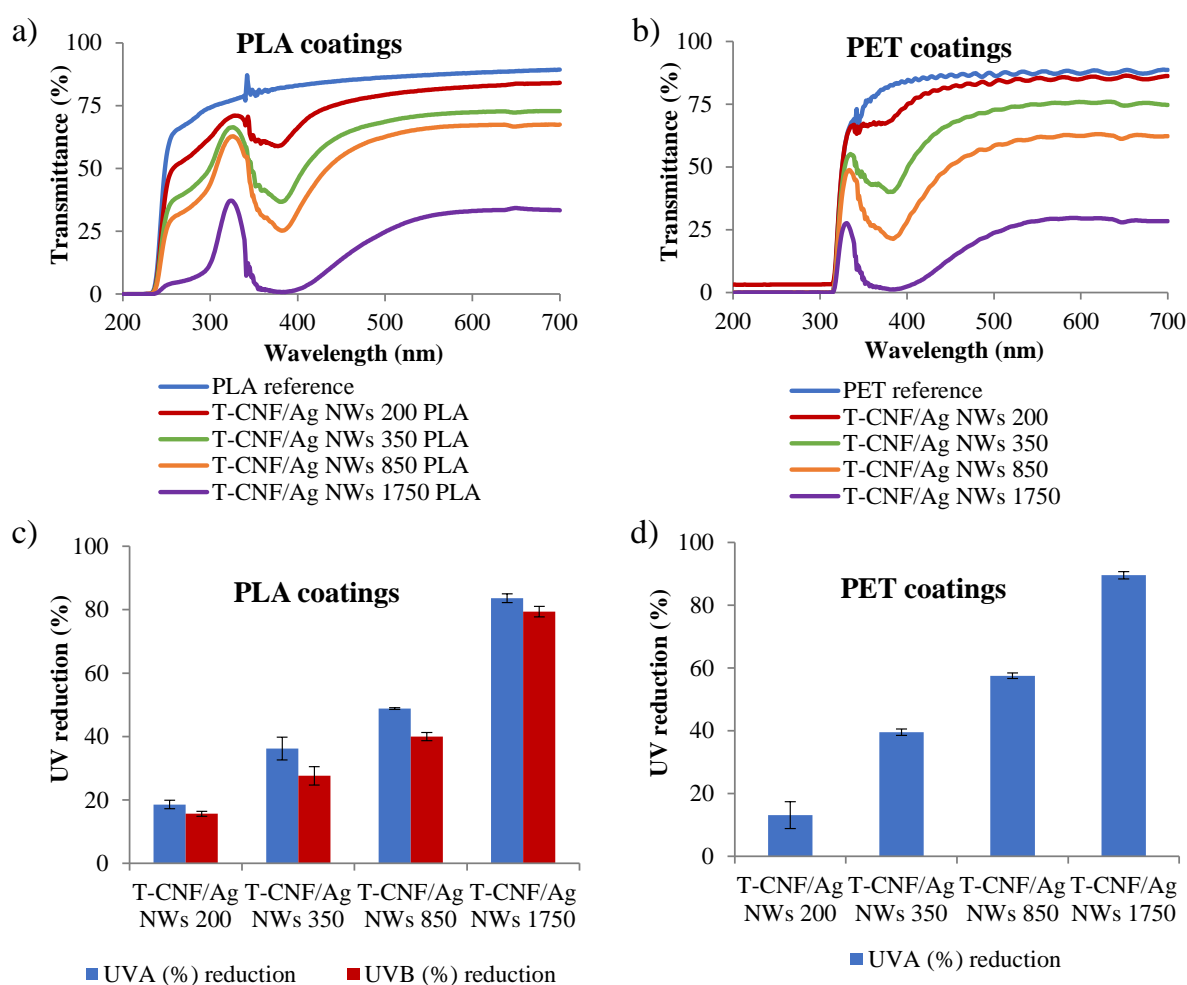 a)
PLA coatings
100
75
50
25
0
Transmittance (%)
200 300 400 500 600 700
Wavelength (nm)
PLA reference
T-CNF/Ag NWs 200 PLA
T-CNF/Ag NWs 350 PLA
T-CNF/Ag NWs 850 PLA
T-CNF/Ag NWs 1750 PLA
b)
PET coatings
100
75
50
25
0
Transmittance (%)
200 300 400 500 600 700
Wavelength (nm)
PET reference
T-CNF/Ag NWs 200
T-CNF/Ag NWs 350
T-CNF/Ag NWs 850
T-CNF/Ag NWs 1750
c)
PLA coatings
100
80
60
40
20
0
UV reduction (%)
T-CNF/Ag T-CNF/Ag T-CNF/Ag T-CNF/Ag
NWs 200 NWs 350 NWs 850 NWs 1750
UVA (%) reduction UVB (%) reduction
d)
PET coatings
100
80
60
40
20
0
UV reduction (%)
T-CNF/Ag T-CNF/Ag T-CNF/Ag T-CNF/Ag
NWs 200 NWs 350 NWs 850 NWs 1750
UVA (%) reduction